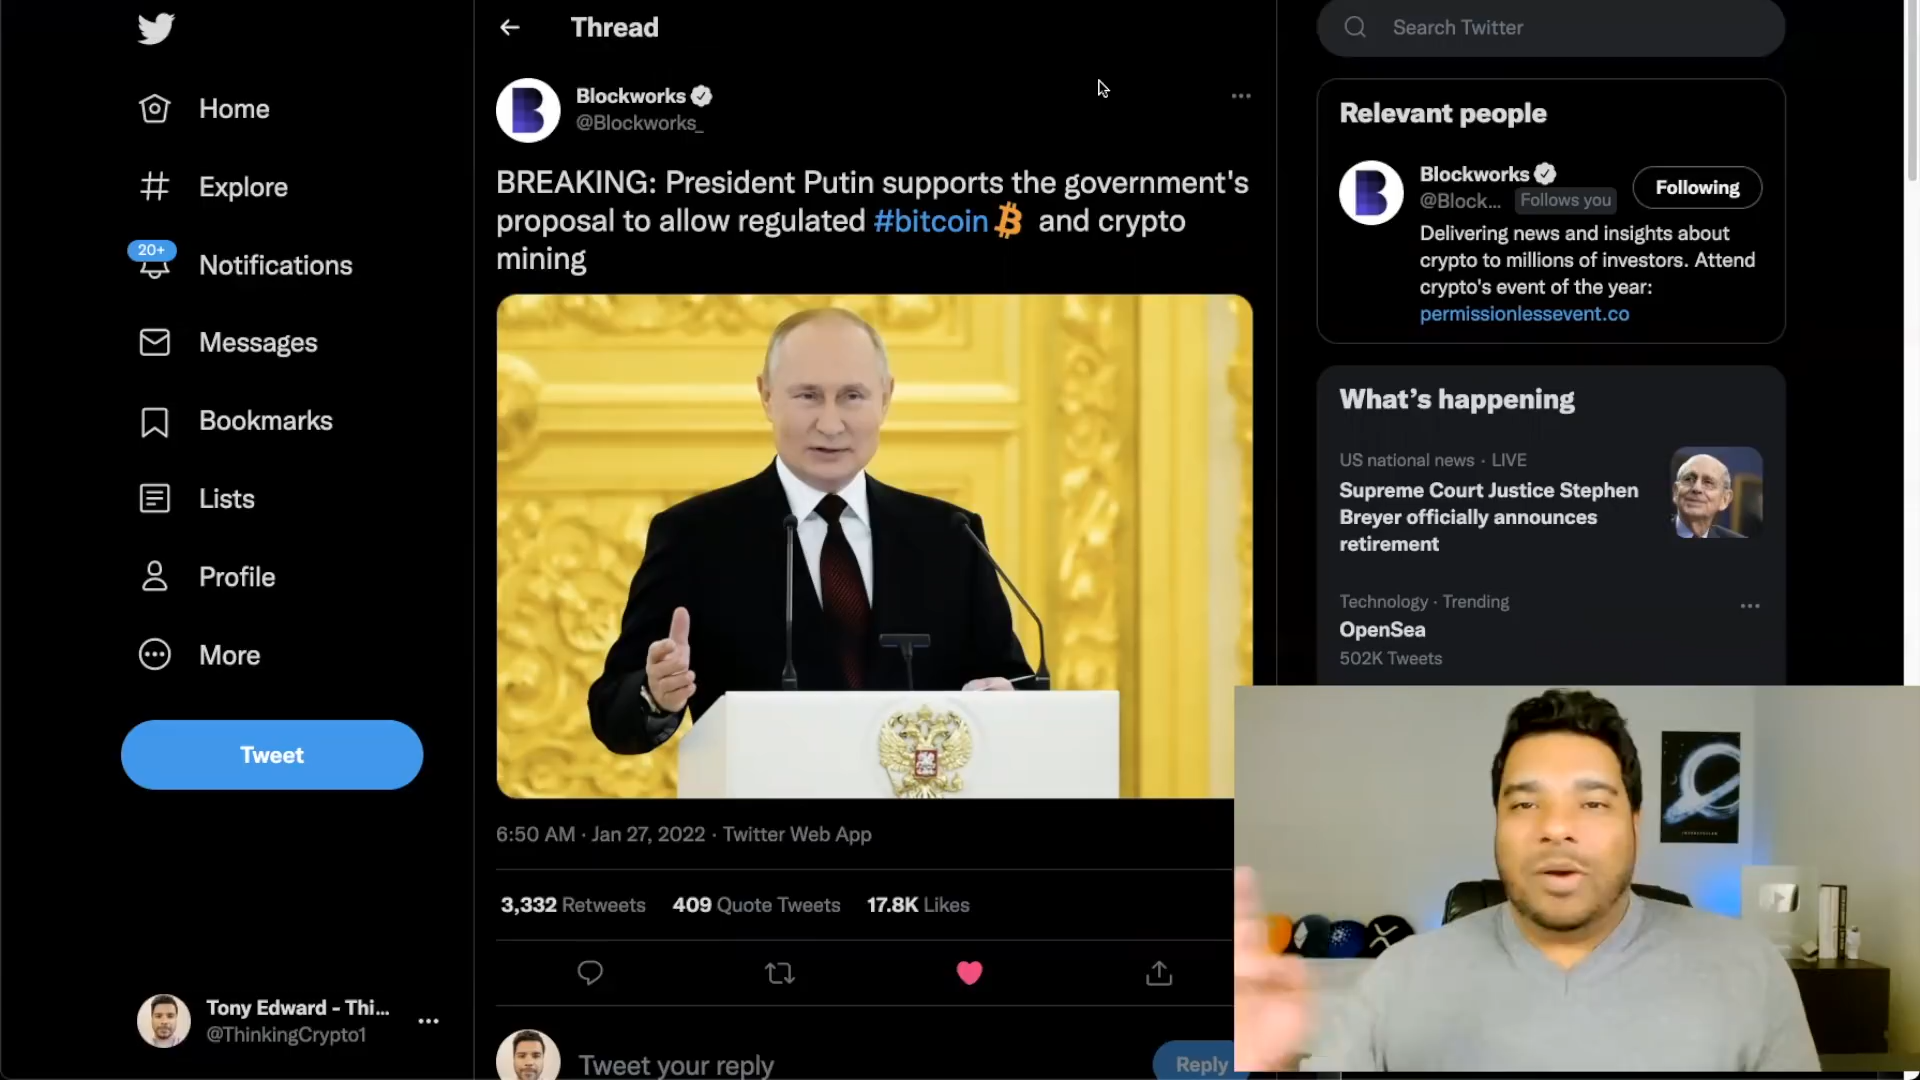 Home
Explore
20+
Notifications
Messages
Bookmarks
Lists
Profile
More
Tweet
Tony Edward - Thi...
@ThinkingCrypto1
Thread
Blockworks
@Blockworks_
BREAKING: President Putin supports the government's
proposal to allow regulated #bitcoin and crypto
mining
6:50 AM · Jan 27, 2022 · Twitter Web App
3,332 Retweets 409 Quote Tweets 17.8K Likes
Tweet your reply
Reply
Search Twitter
Relevant people
Blockworks
@Block... Follows you
Following
Delivering news and insights about
crypto to millions of investors. Attend
crypto's event of the year:
permissionlessevent.co
What's happening
US national news · LIVE
Supreme Court Justice Stephen
Breyer officially announces
retirement
Technology · Trending
OpenSea
502K Tweets